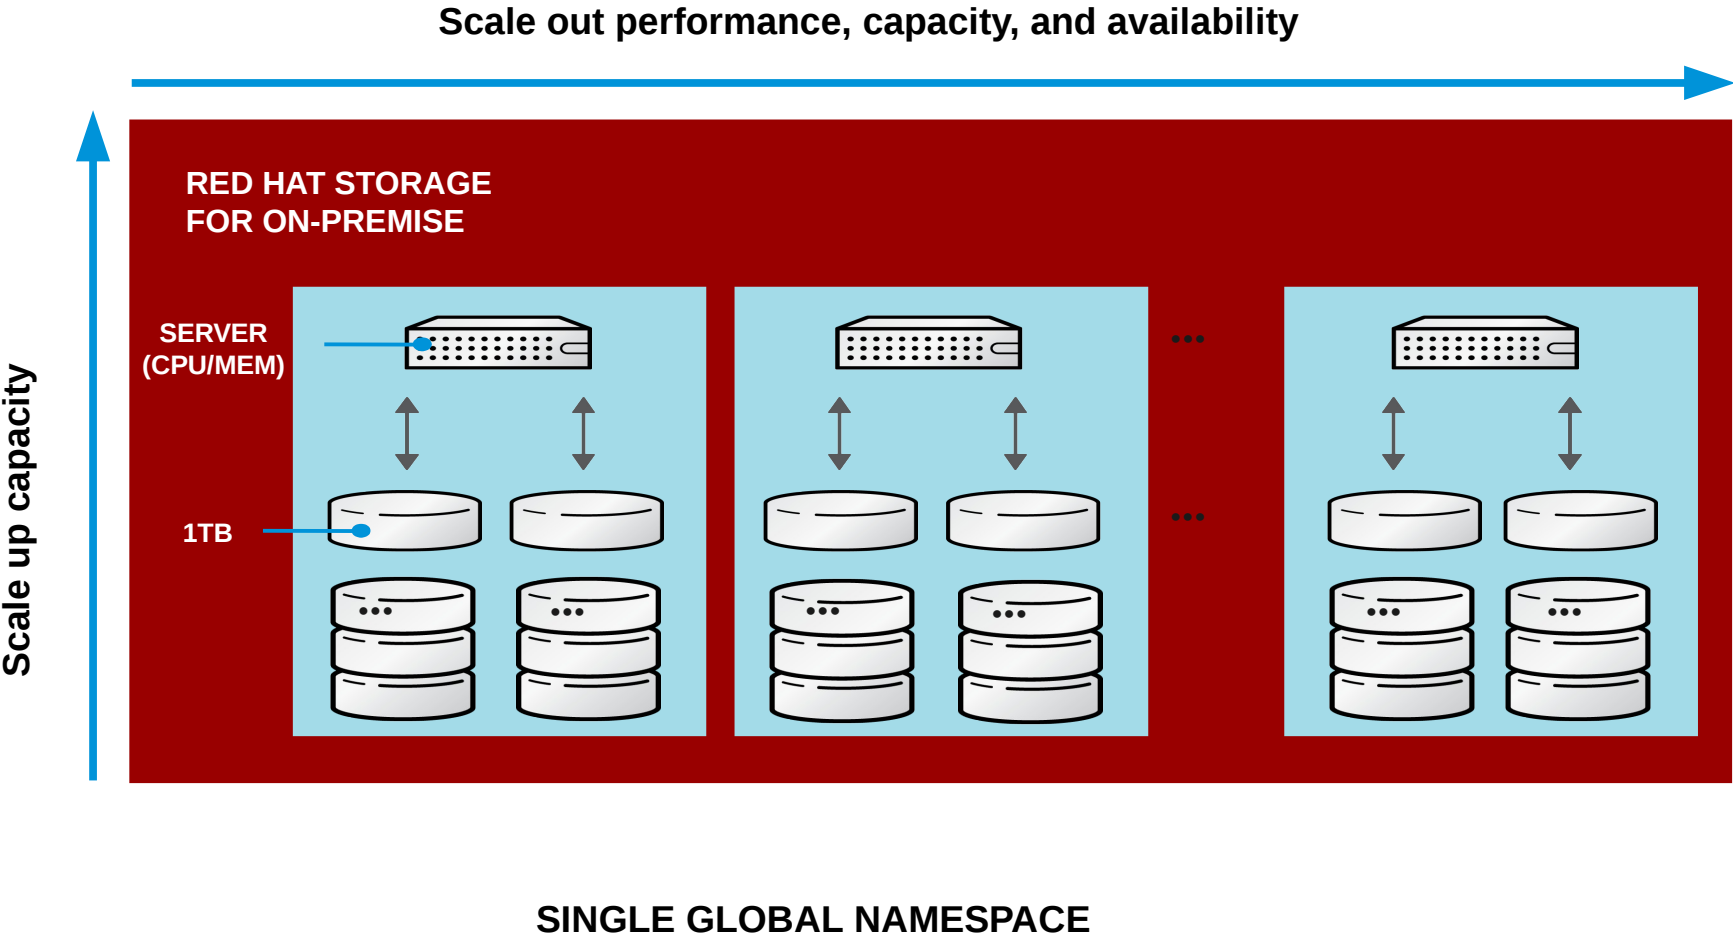 Scale out performance, capacity, and availability
RED HAT STORAGE
FOR ON-PREMISE
SERVER
(CPU/MEM)
1TB
Scale up capacity
SINGLE GLOBAL NAMESPACE